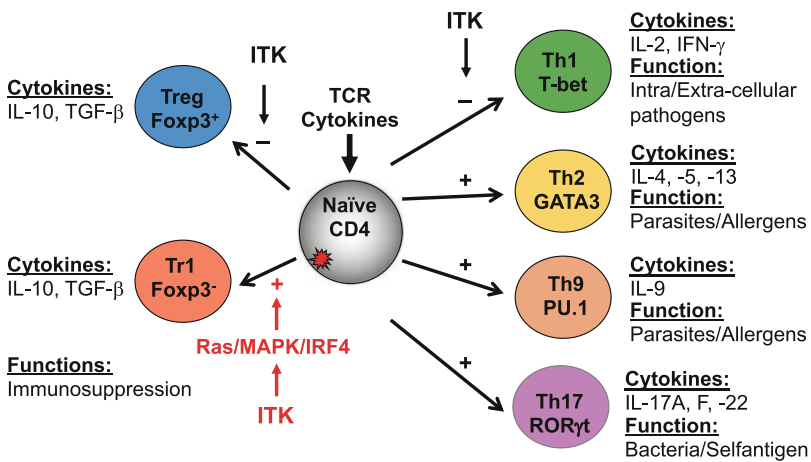 ITK
Cytokines:
IL-10, TGF-β
Treg
Foxp3⁺
–
TCR
Cytokines
Naïve
CD4
Cytokines:
IL-10, TGF-β
Tr1
Foxp3⁻
+
Ras/MAPK/IRF4
ITK
Functions:
Immunosuppression
ITK
–
Th1
T-bet
Cytokines:
IL-2, IFN-γ
Function:
Intra/Extra-cellular
pathogens
+
Th2
GATA3
Cytokines:
IL-4, -5, -13
Function:
Parasites/Allergens
+
Th9
PU.1
Cytokines:
IL-9
Function:
Parasites/Allergens
+
Th17
RORγt
Cytokines:
IL-17A, F, -22
Function:
Bacteria/Selfantigen